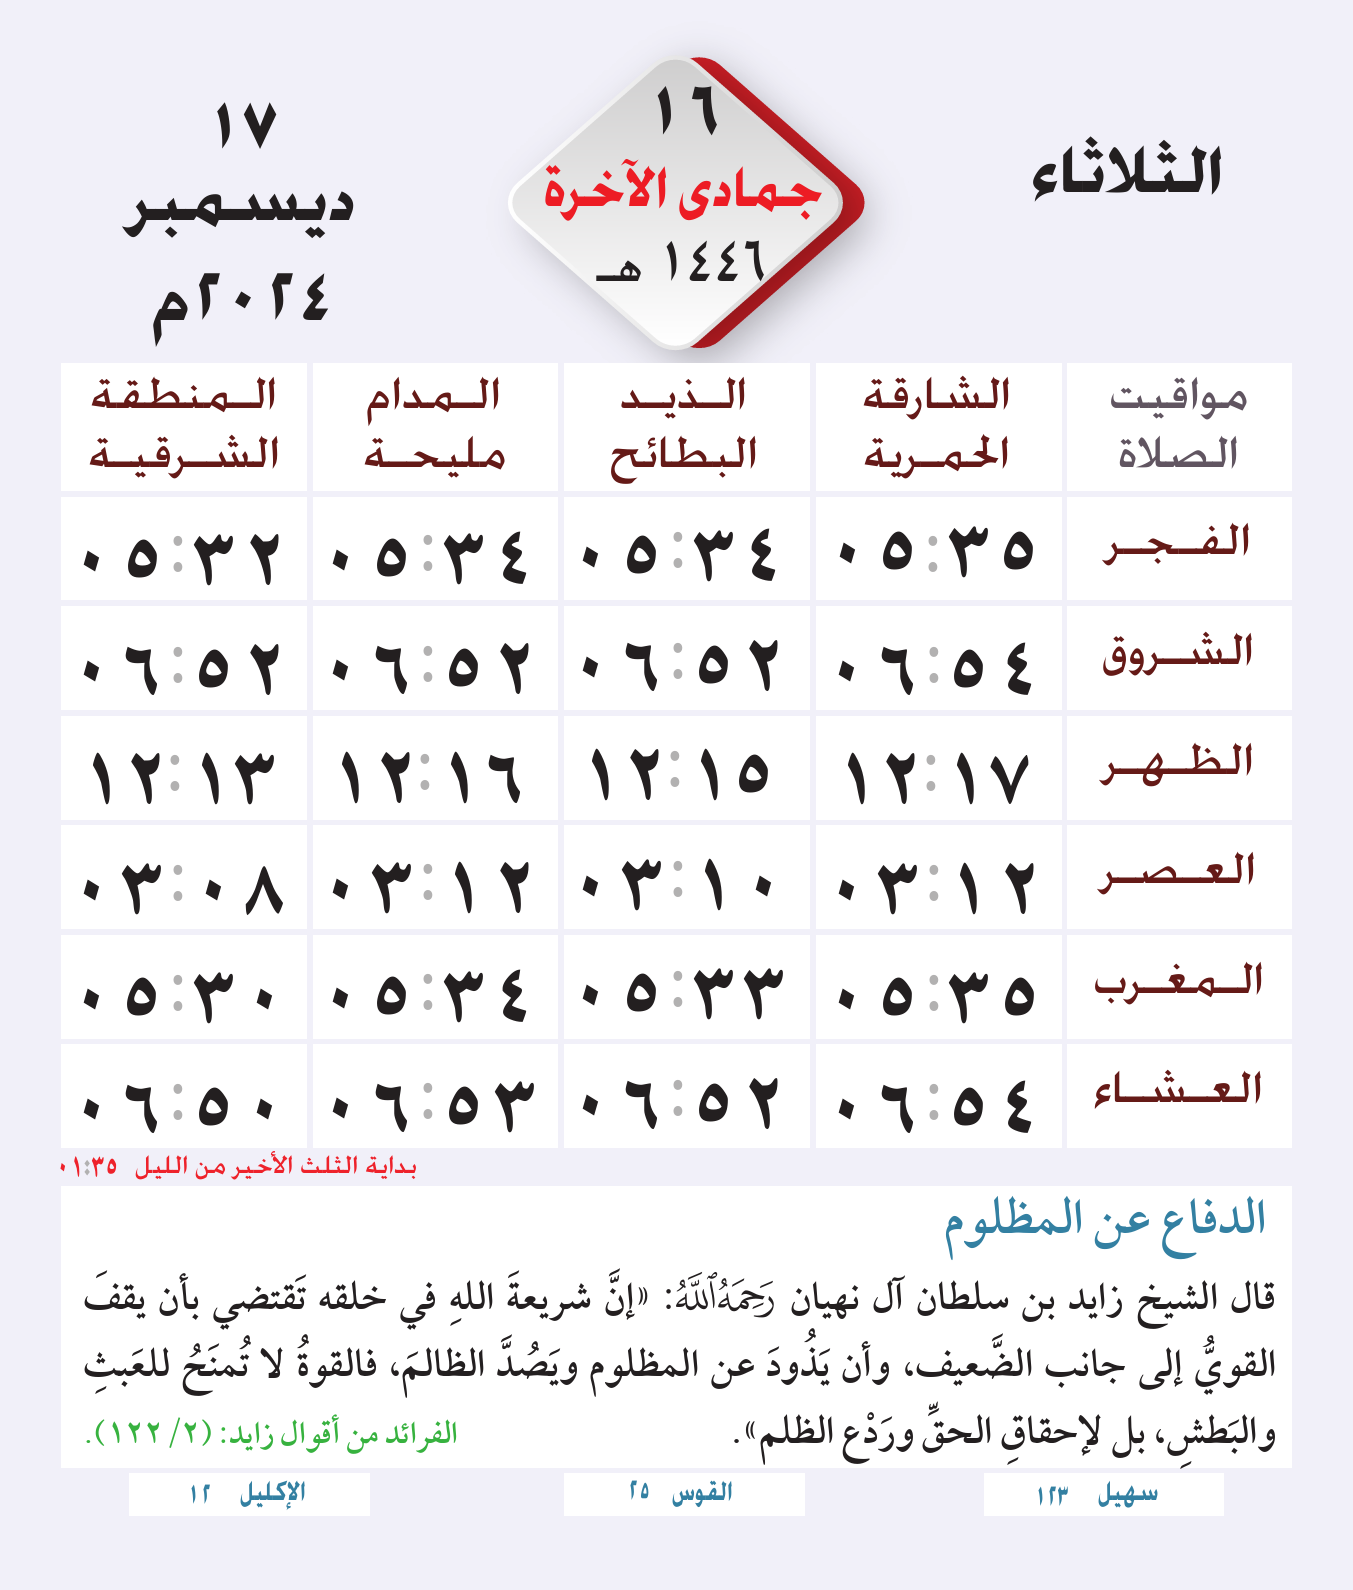 الثلاثاء
١٦
جمادى الآخرة
١٤٤٦ هـ
١٧
ديسمبر
٢٠٢٤م
مواقيت الصلاة
الشارقة الحمرية
الذيد البطائح
المدام مليحة
المنطقة الشرقية
الفجر ٠٥:٣٥ ٠٥:٣٤ ٠٥:٣٤ ٠٥:٣٢
الشروق ٠٦:٥٤ ٠٦:٥٢ ٠٦:٥٢ ٠٦:٥٢
الظهر ١٢:١٧ ١٢:١٥ ١٢:١٦ ١٢:١٣
العصر ٠٣:١٢ ٠٣:١٠ ٠٣:١٢ ٠٣:٠٨
المغرب ٠٥:٣٥ ٠٥:٣٣ ٠٥:٣٤ ٠٥:٣٠
العشاء ٠٦:٥٤ ٠٦:٥٢ ٠٦:٥٣ ٠٦:٥٠
بداية الثلث الأخير من الليل ٠١:٣٥
الدفاع عن المظلوم
قال الشيخ زايد بن سلطان آل نهيان رَحِمَهُ ٱللَّهُ: «إنَّ شريعةَ اللهِ في خلقه تَقتضي بأن يقفَ
القويُّ إلى جانب الضَّعيف، وأن يَذُودَ عن المظلوم ويَصُدَّ الظالمَ، فالقوةُ لا تُمنَحُ للعَبثِ
والبَطشِ، بل لإحقاقِ الحقِّ ورَدْع الظلم».
الفرائد من أقوال زايد: (٢/ ١٢٢).
سهيل ١٢٣
القوس ٢٥
الإكليل ١٢